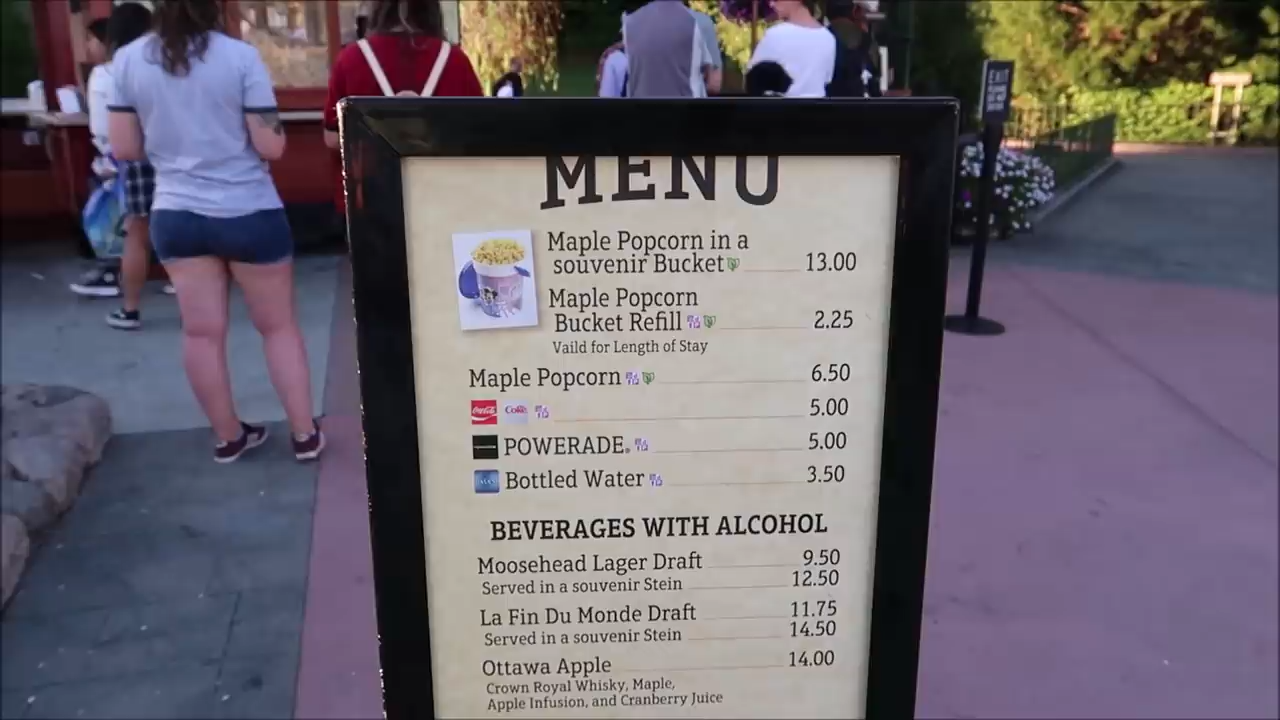 MENU
Maple Popcorn in a
souvenir Bucket 13.00
Maple Popcorn
Bucket Refill 2.25
Vaild for Length of Stay
Maple Popcorn 6.50
Coca-Cola Coke 5.00
POWERADE® 5.00
Bottled Water 3.50
BEVERAGES WITH ALCOHOL
Moosehead Lager Draft 9.50
Served in a souvenir Stein 12.50
La Fin Du Monde Draft 11.75
Served in a souvenir Stein 14.50
Ottawa Apple 14.00
Crown Royal Whisky, Maple,
Apple Infusion, and Cranberry Juice
EXIT